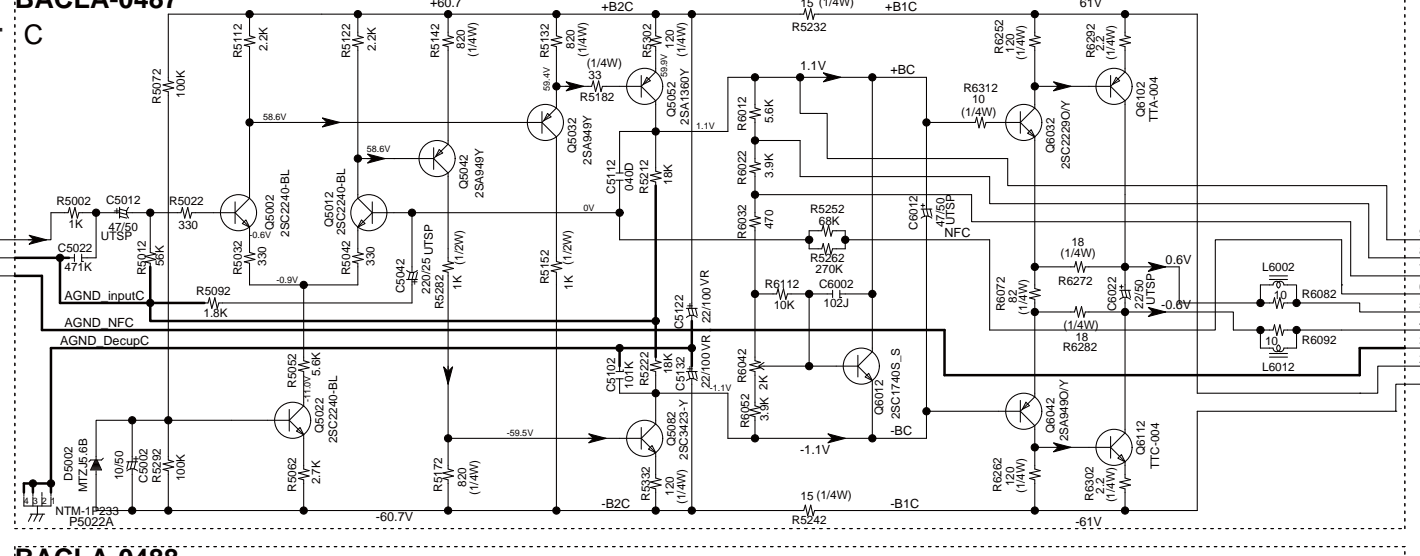 BACLA-0487
C
+60.7
+B2C
15 (1/4W)
R5232
+B1C
61V
R5112
2.2K
R5122
2.2K
R5142
820
(1/4W)
R5132
820
(1/4W)
R5302
120
(1/4W)
R6252
120
(1/4W)
R6292
2.2
(1/4W)
R5072
100K
59.4V
(1/4W)
33
R5182
59.9V
Q5052
2SA1360Y
1.1V
+BC
R6312
10
(1/4W)
Q6102
TTA-004
R6012
5.6K
Q6032
2SC2229O/Y
58.6V
Q5032
2SA949Y
1.1V
58.6V
Q5042
2SA949Y
C5112
040D
R5212
18K
R6022
3.9K
R5002
1K
C5012
47/50
UTSP
R5022
330
Q5002
2SC2240-BL
Q5012
2SC2240-BL
0V
R6032
470
R5252
68K
R5262
270K
C6012
47/50
UTSP
NFC
-0.6V
C5022
471K
R5012
56K
R5032
330
R5042
330
C5042
220/25 UTSP
R5282
1K (1/2W)
R5152
1K (1/2W)
18
(1/4W)
R6272
0.6V
L6002
10
R6082
-0.9V
AGND_inputC
R5092
1.8K
C5122
22/100 VR
R6112
10K
C6002
102J
R6072
82
(1/4W)
C6022
22/50
UTSP
-0.6V
AGND_NFC
(1/4W)
18
R6282
10
R6092
L6012
AGND_DecupC
R5052
5.6K
C5102
101K
R5222
18K
C5132
22/100 VR
R6042
2K
Q6012
2SC1740S_S
-11.0V
-1.1V
Q5022
2SC2240-BL
R6052
3.9K
Q6042
2SA949O/Y
-59.5V
Q5082
2SC3423-Y
-1.1V
-BC
Q6112
TTC-004
D5002
MTZJ5.6B
10/50
C5002
R5292
100K
R5062
2.7K
R5172
820
(1/4W)
R5332
120
(1/4W)
R6262
120
(1/4W)
R6302
2.2
(1/4W)
4 3 2 1
NTM-1P233
P5022A
-60.7V
-B2C
15 (1/4W)
R5242
-B1C
-61V
BACLA-0488